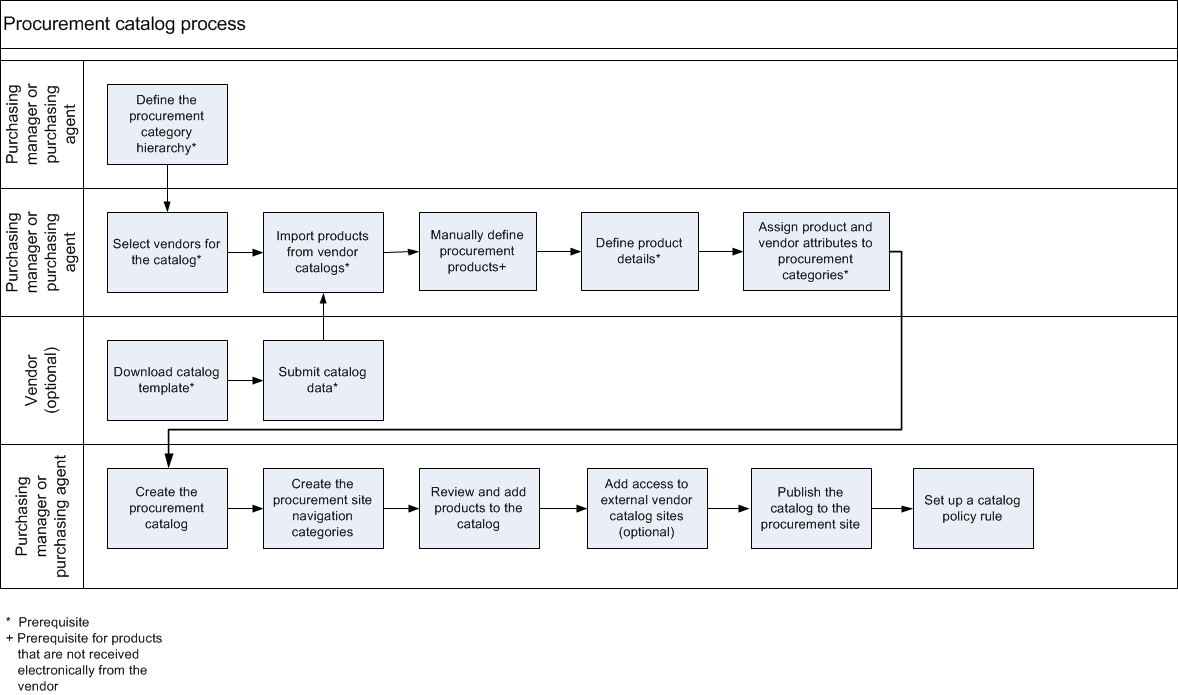 Procurement catalog process
Purchasing
manager or
purchasing
agent
Define the
procurement
category
hierarchy*
Purchasing
manager or
purchasing
agent
Select vendors for
the catalog*
Import products
from vendor
catalogs*
Manually define
procurement
products+
Define product
details*
Assign product and
vendor attributes to
procurement
categories*
Vendor
(optional)
Download catalog
template*
Submit catalog
data*
Purchasing
manager or
purchasing agent
Create the
procurement
catalog
Create the
procurement site
navigation
categories
Review and add
products to the
catalog
Add access to
external vendor
catalog sites
(optional)
Publish the
catalog to the
procurement site
Set up a catalog
policy rule
* Prerequisite
+ Prerequisite for products
that are not received
electronically from the
vendor